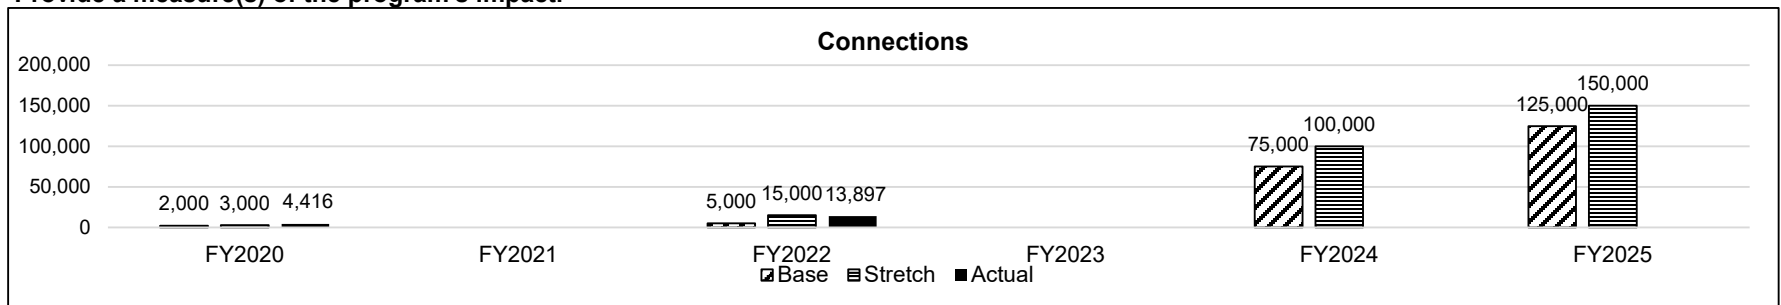 Provide a measure(s) of the program's impact.
Connections
200,000
150,000
100,000
50,000
0
2,000 3,000 4,416
5,000 15,000 13,897
75,000 100,000
125,000 150,000
FY2020 FY2021 FY2022 FY2023 FY2024 FY2025
Base Stretch Actual